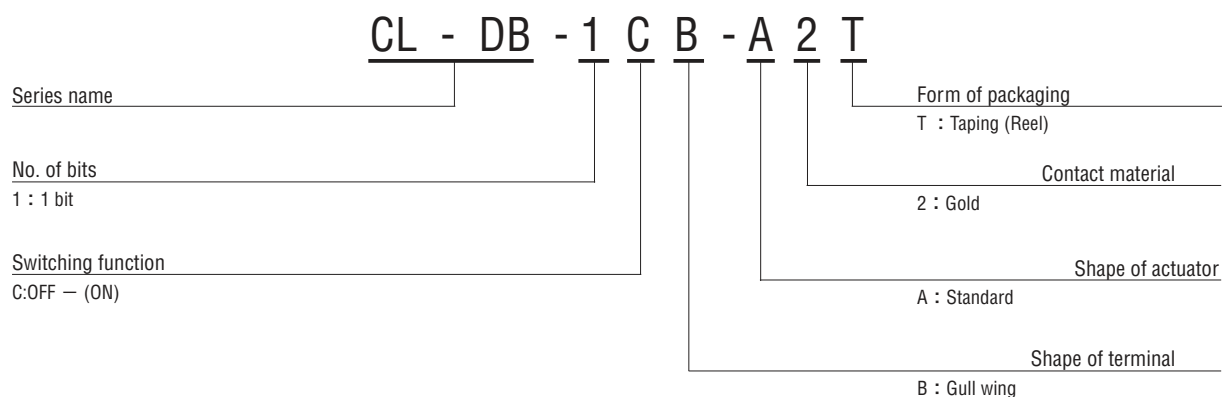 CL - DB - 1 C B - A 2 T
Series name
No. of bits
1 : 1 bit
Switching function
C:OFF − (ON)
Form of packaging
T : Taping (Reel)
Contact material
2 : Gold
Shape of actuator
A : Standard
Shape of terminal
B : Gull wing